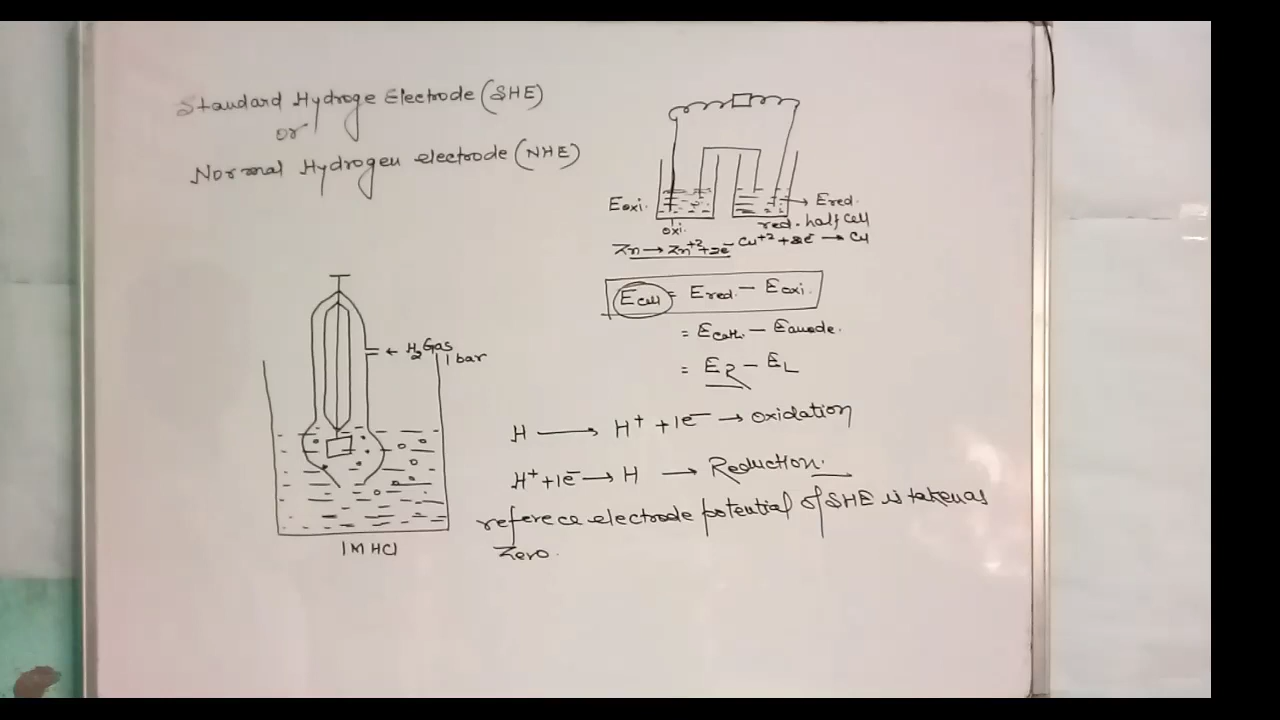 Standard Hydroge Electrode (SHE)
or
Normal Hydrogen electrode (NHE)
Eoxi.
Ered.
oxi.
red. half cell
Zn → Zn+2 + 2e-
Cu+2 + 2e- → Cu
Ecell = Ered. - Eoxi.
= Ecath. - Eanode.
= ER - EL
← H2 Gas
1 bar
H → H+ + 1e- → Oxidation
H+ + 1e- → H → Reduction.
referece electrode potential of SHE is taken as
Zero.
1M HCl